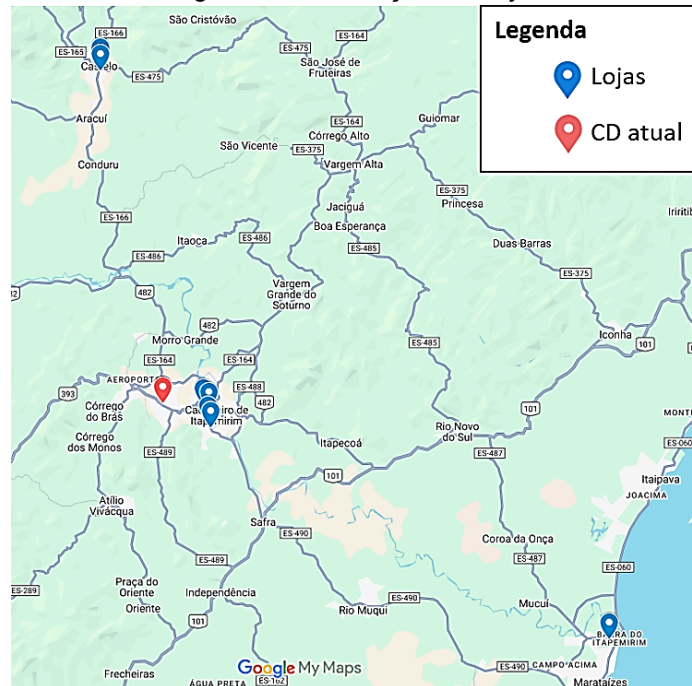 ES-166
São Cristóvão
ES-164
ES-165
ES-475
Castelo
ES-475
São José de
Fruteiras
Legenda
Lojas
CD atual
Aracuí
ES-164
Guiomar
Córrego Alto
São Vicente
ES-375
Conduru
Vargem Alta
ES-375
Princesa
Jaciguá
ES-166
Boa Esperança
Itaoca
ES-486
ES-485
Duas Barras
ES-486
ES-375
482
Vargem
Grande do
Soturno
482
Iconha
101
Morro Grande
ES-485
ES-164
ES-164
AEROPORTO
ES-488
393
482
Córrego
do Brás
Itapemirim
101
Rio Novo
do Sul
Córrego
dos Monos
ES-489
Itapecoá
ES-487
ES-060
101
Itaipava
JOACIMA
Atílio
Vivácqua
Safra
ES-490
Coroa da Onça
ES-487
ES-489
ES-060
ES-289
Praça do
Oriente
Oriente
Independência
Mucuí
Rio Muqui
ES-490
101
BARRA DO
ITAPEMIRIM
Google My Maps
ES-490
CAMPO ACIMA
Frecheiras
ÁGUA PRETA
ES-162
Marataízes